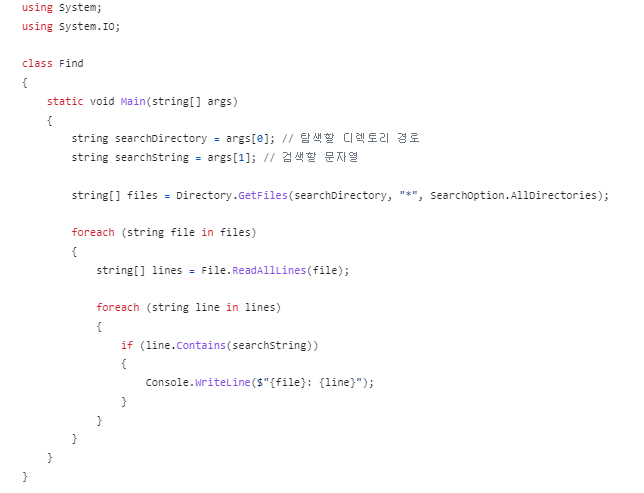 using System;
using System.IO;
class Find
{
    static void Main(string[] args)
    {
        string searchDirectory = args[0]; // 탐색할 디렉토리 경로
        string searchString = args[1]; // 검색할 문자열
        string[] files = Directory.GetFiles(searchDirectory, "*", SearchOption.AllDirectories);
        foreach (string file in files)
        {
            string[] lines = File.ReadAllLines(file);
            foreach (string line in lines)
            {
                if (line.Contains(searchString))
                {
                    Console.WriteLine($"{file}: {line}");
                }
            }
        }
    }
}